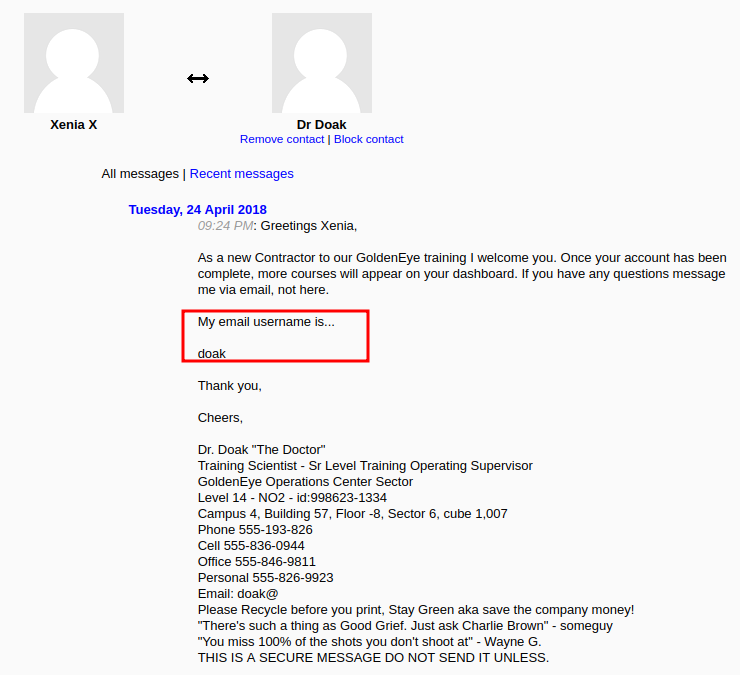 Xenia X
Dr Doak
Remove contact | Block contact
All messages | Recent messages
Tuesday, 24 April 2018
09:24 PM: Greetings Xenia,
As a new Contractor to our GoldenEye training I welcome you. Once your account has been
complete, more courses will appear on your dashboard. If you have any questions message
me via email, not here.
My email username is...
doak
Thank you,
Cheers,
Dr. Doak "The Doctor"
Training Scientist - Sr Level Training Operating Supervisor
GoldenEye Operations Center Sector
Level 14 - NO2 - id:998623-1334
Campus 4, Building 57, Floor -8, Sector 6, cube 1,007
Phone 555-193-826
Cell 555-836-0944
Office 555-846-9811
Personal 555-826-9923
Email: doak@
Please Recycle before you print, Stay Green aka save the company money!
"There's such a thing as Good Grief. Just ask Charlie Brown" - someguy
"You miss 100% of the shots you don't shoot at" - Wayne G.
THIS IS A SECURE MESSAGE DO NOT SEND IT UNLESS.